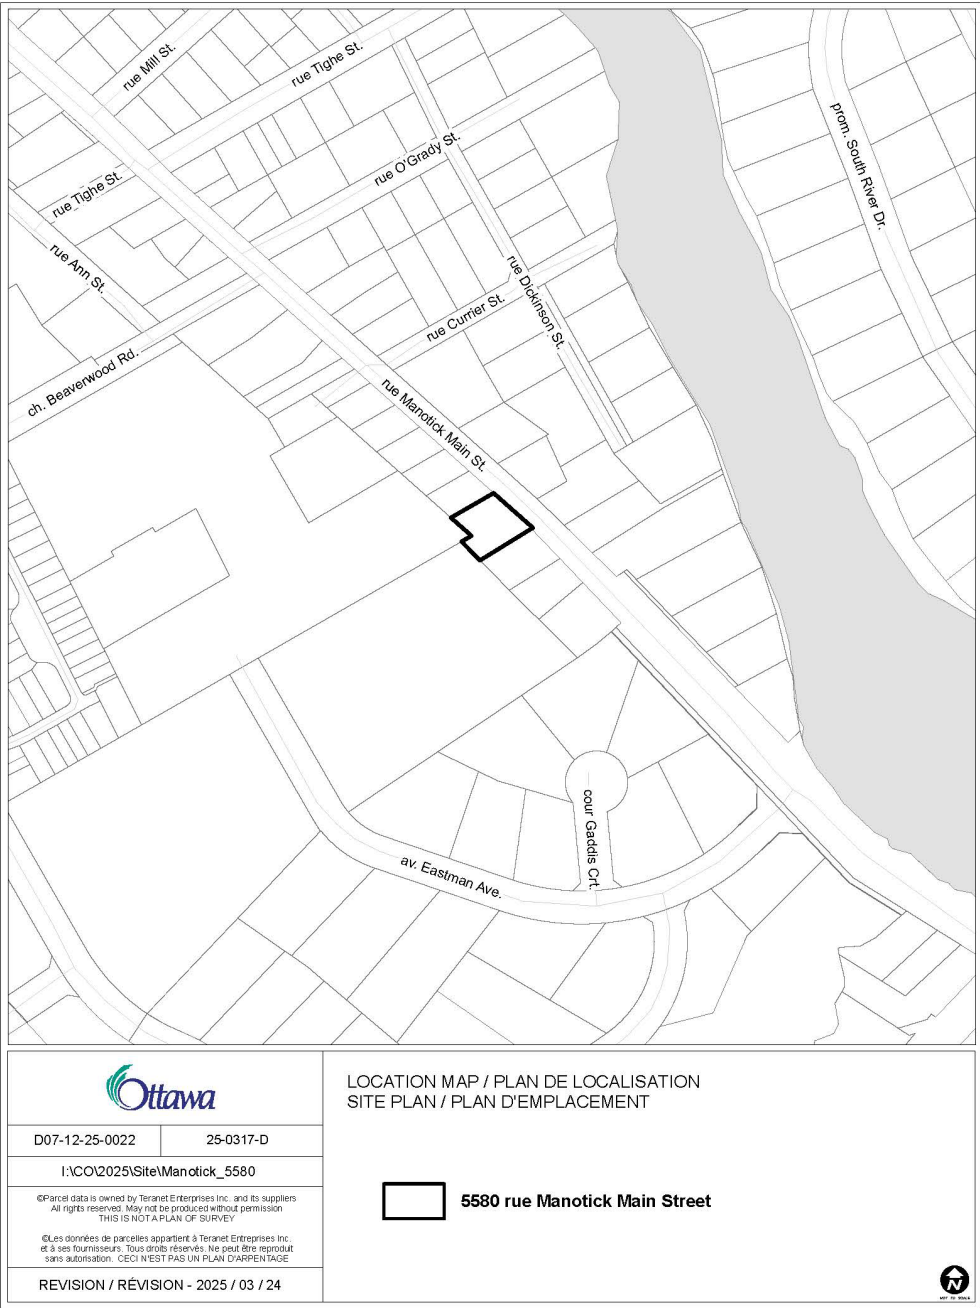 rue Mill St.
rue Tighe St.
rue O'Grady St.
rue Tighe St.
prom. South River Dr.
rue Ann St.
rue Dickinson St.
rue Currier St.
ch. Beaverwood Rd.
rue Manotick Main St.
cour Gaddis Crt.
av. Eastman Ave.
Ottawa
D07-12-25-0022
25-0317-D
I:\CO\2025\Site\Manotick_5580
©Parcel data is owned by Teranet Enterprises Inc. and its suppliers
All rights reserved. May not be produced without permission
THIS IS NOT A PLAN OF SURVEY
©Les données de parcelles appartient à Teranet Entreprises Inc.
et à ses fournisseurs. Tous droits réservés. Ne peut être reproduit
sans autorisation. CECI N'EST PAS UN PLAN D'ARPENTAGE
REVISION / RÉVISION - 2025 / 03 / 24
LOCATION MAP / PLAN DE LOCALISATION
SITE PLAN / PLAN D'EMPLACEMENT
5580 rue Manotick Main Street
N
NOT TO SCALE